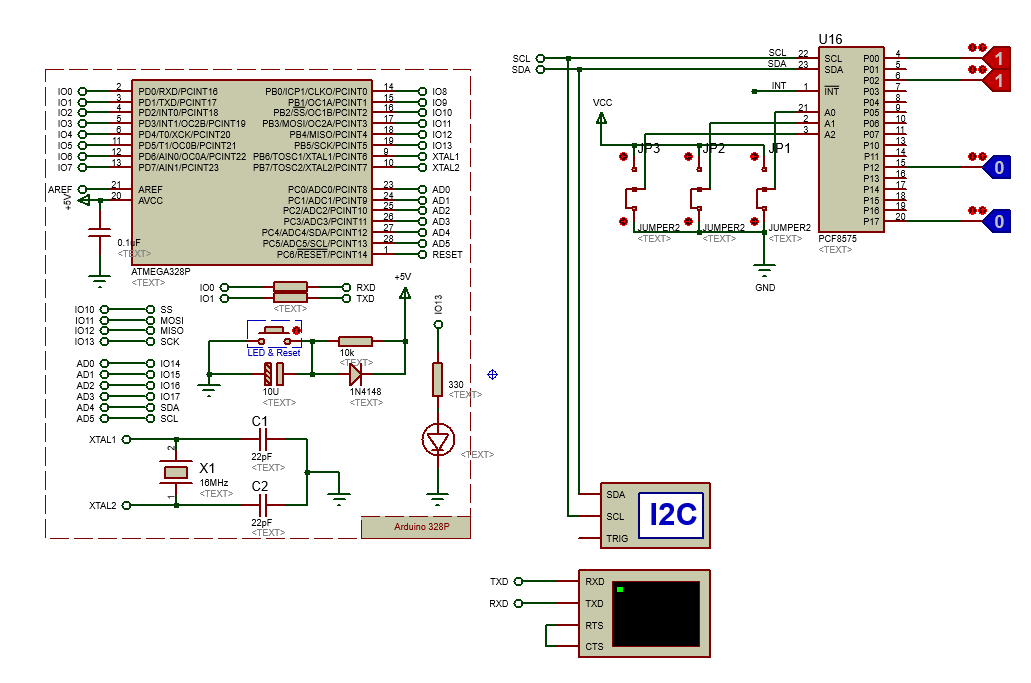 U16
SCL
SDA
SCL 22 SCL P00 4 1
SDA 23 SDA P01 5 1
P02 6
INT 1 INT P03 7
P04 8
21 A0 P05 9
2 A1 P06 10
3 A2 P07 11
P10 13
P11 14
P12 15 0
P13 16
P14 17
P15 18
P16 19
P17 20 0
PCF8575
<TEXT>
VCC
JP3 JP2 JP1
JUMPER2 JUMPER2 JUMPER2
<TEXT> <TEXT> <TEXT>
GND
IO0 2 PD0/RXD/PCINT16 PB0/ICP1/CLKO/PCINT0 14 IO8
IO1 3 PD1/TXD/PCINT17 PB1/OC1A/PCINT1 15 IO9
IO2 4 PD2/INT0/PCINT18 PB2/SS/OC1B/PCINT2 16 IO10
IO3 5 PD3/INT1/OC2B/PCINT19 PB3/MOSI/OC2A/PCINT3 17 IO11
IO4 6 PD4/T0/XCK/PCINT20 PB4/MISO/PCINT4 18 IO12
IO5 11 PD5/T1/OC0B/PCINT21 PB5/SCK/PCINT5 19 IO13
IO6 12 PD6/AIN0/OC0A/PCINT22 PB6/TOSC1/XTAL1/PCINT6 9 XTAL1
IO7 13 PD7/AIN1/PCINT23 PB7/TOSC2/XTAL2/PCINT7 10 XTAL2
AREF 21 AREF PC0/ADC0/PCINT8 23 AD0
+5V 20 AVCC PC1/ADC1/PCINT9 24 AD1
PC2/ADC2/PCINT10 25 AD2
PC3/ADC3/PCINT11 26 AD3
PC4/ADC4/SDA/PCINT12 27 AD4
PC5/ADC5/SCL/PCINT13 28 AD5
PC6/RESET/PCINT14 1 RESET
0.1uF
<TEXT>
ATMEGA328P
<TEXT>
IO0 RXD
IO1 TXD
<TEXT>
+5V
IO10 SS
IO11 MOSI
IO12 MISO
IO13 SCK
AD0 IO14
AD1 IO15
AD2 IO16
AD3 IO17
AD4 SDA
AD5 SCL
LED & Reset
10k
<TEXT>
10U
<TEXT>
1N4148
<TEXT>
IO13
330
<TEXT>
<TEXT>
XTAL1
XTAL2
2
1
X1
16MHz
<TEXT>
C1
22pF
<TEXT>
C2
22pF
<TEXT>
Arduino 328P
SDA
SCL
TRIG
I2C
TXD RXD
RXD TXD
RTS
CTS